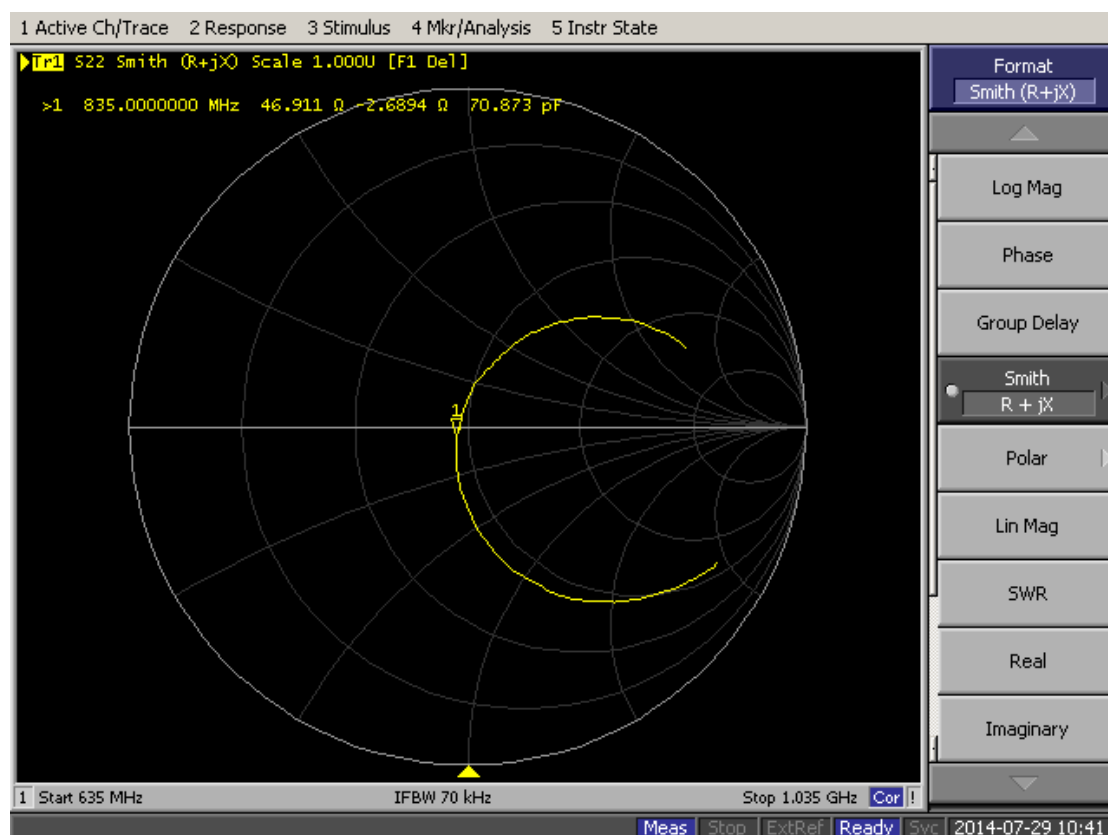 1 Active Ch/Trace 2 Response 3 Stimulus 4 Mkr/Analysis 5 Instr State
Tr1 S22 Smith (R+jX) Scale 1.000U [F1 Del]
>1 835.0000000 MHz 46.911 Ω -2.6894 Ω 70.873 pF
1
Format
Smith (R+jX)
Log Mag
Phase
Group Delay
Smith
R + jX
Polar
Lin Mag
SWR
Real
Imaginary
1 Start 635 MHz IFBW 70 kHz Stop 1.035 GHz Cor !
Meas Stop ExtRef Ready Svc 2014-07-29 10:41